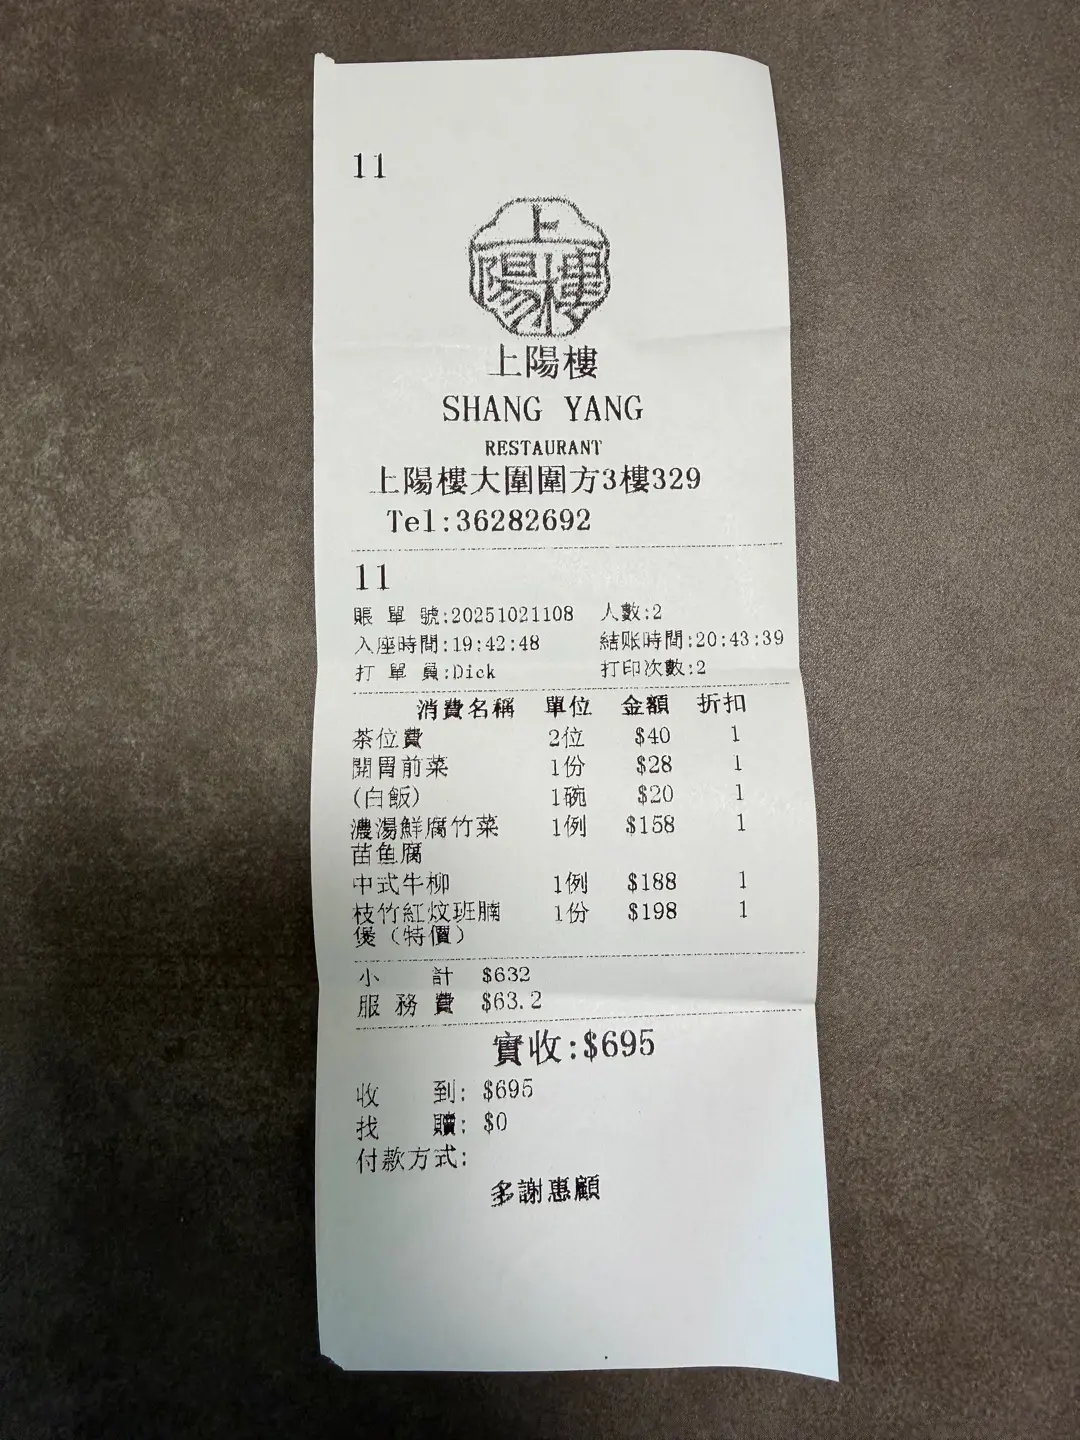 11
上陽樓
上陽樓
SHANG YANG
RESTAURANT
上陽樓大圍圍方3樓329
Tel:36282692
11
賬單號:20251021108 人數:2
入座時間:19:42:48 結账時間:20:43:39
打單員:Dick 打印次數:2
消費名稱 單位 金額 折扣
茶位費 2位 $40 1
開胃前菜 1份 $28 1
(白飯) 1碗 $20 1
濃湯鮮腐竹菜 1例 $158 1
苗鱼腐
中式牛柳 1例 $188 1
枝竹紅炆班腩 1份 $198 1
煲（特價）
小計 $632
服務費 $63.2
實收:$695
收到: $695
找贖: $0
付款方式:
多謝惠顧